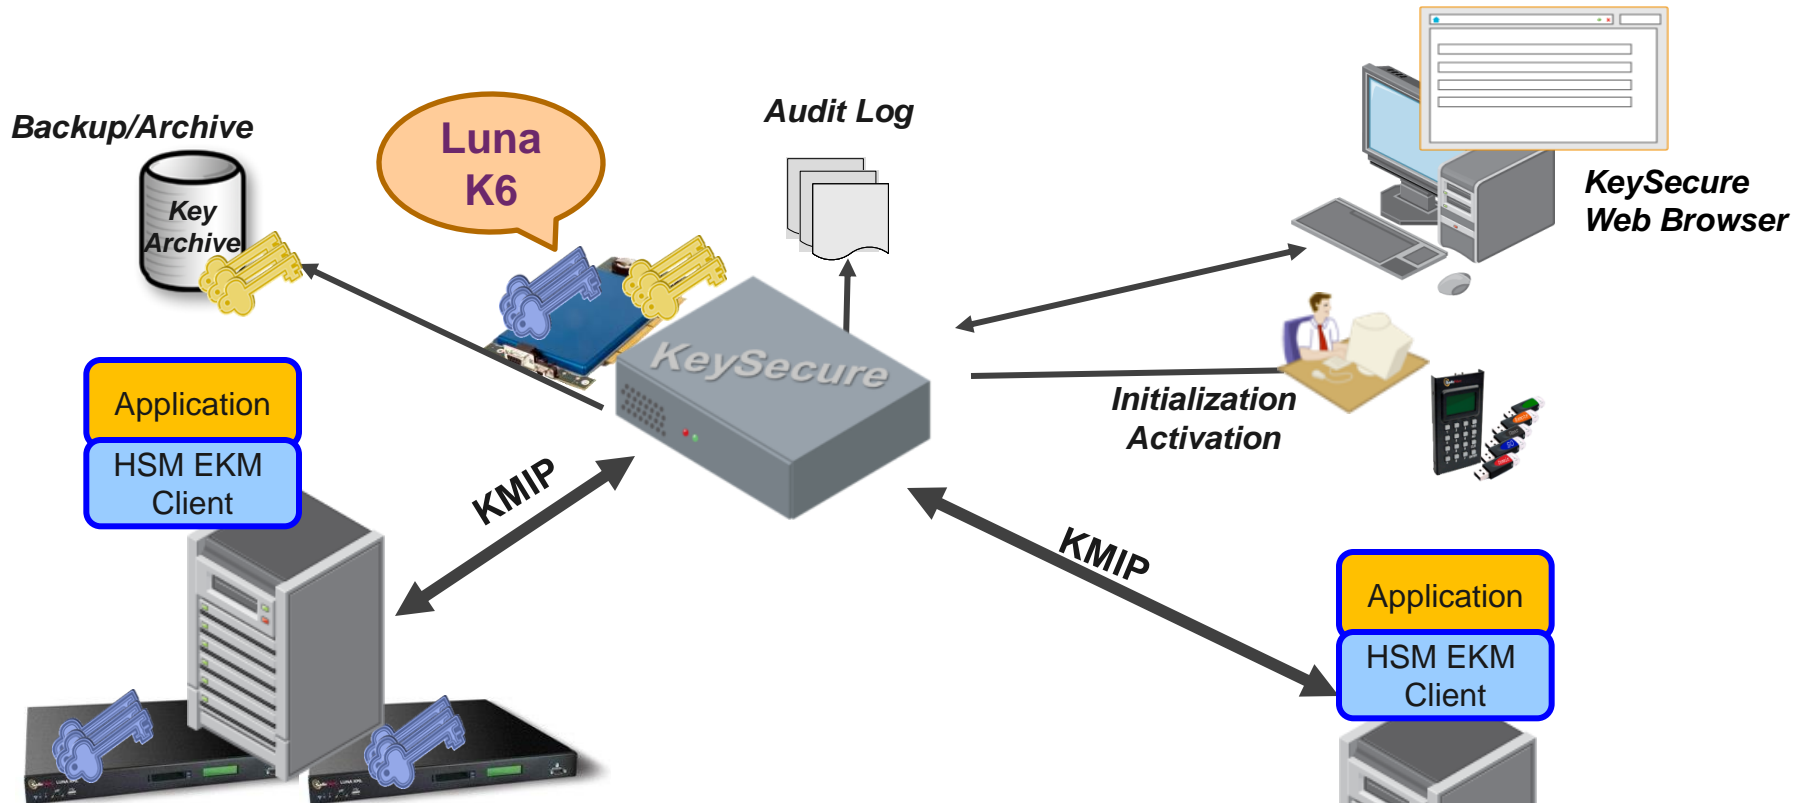 Backup/Archive
Key
Archive
Luna
K6
Audit Log
KeySecure
Web Browser
KeySecure
Initialization
Activation
Application
HSM EKM
Client
KMIP
KMIP
Application
HSM EKM
Client